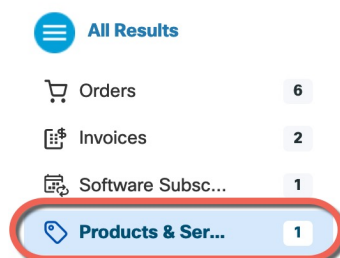 All Results
Orders 6
Invoices 2
Software Subsc... 1
Products & Ser... 1